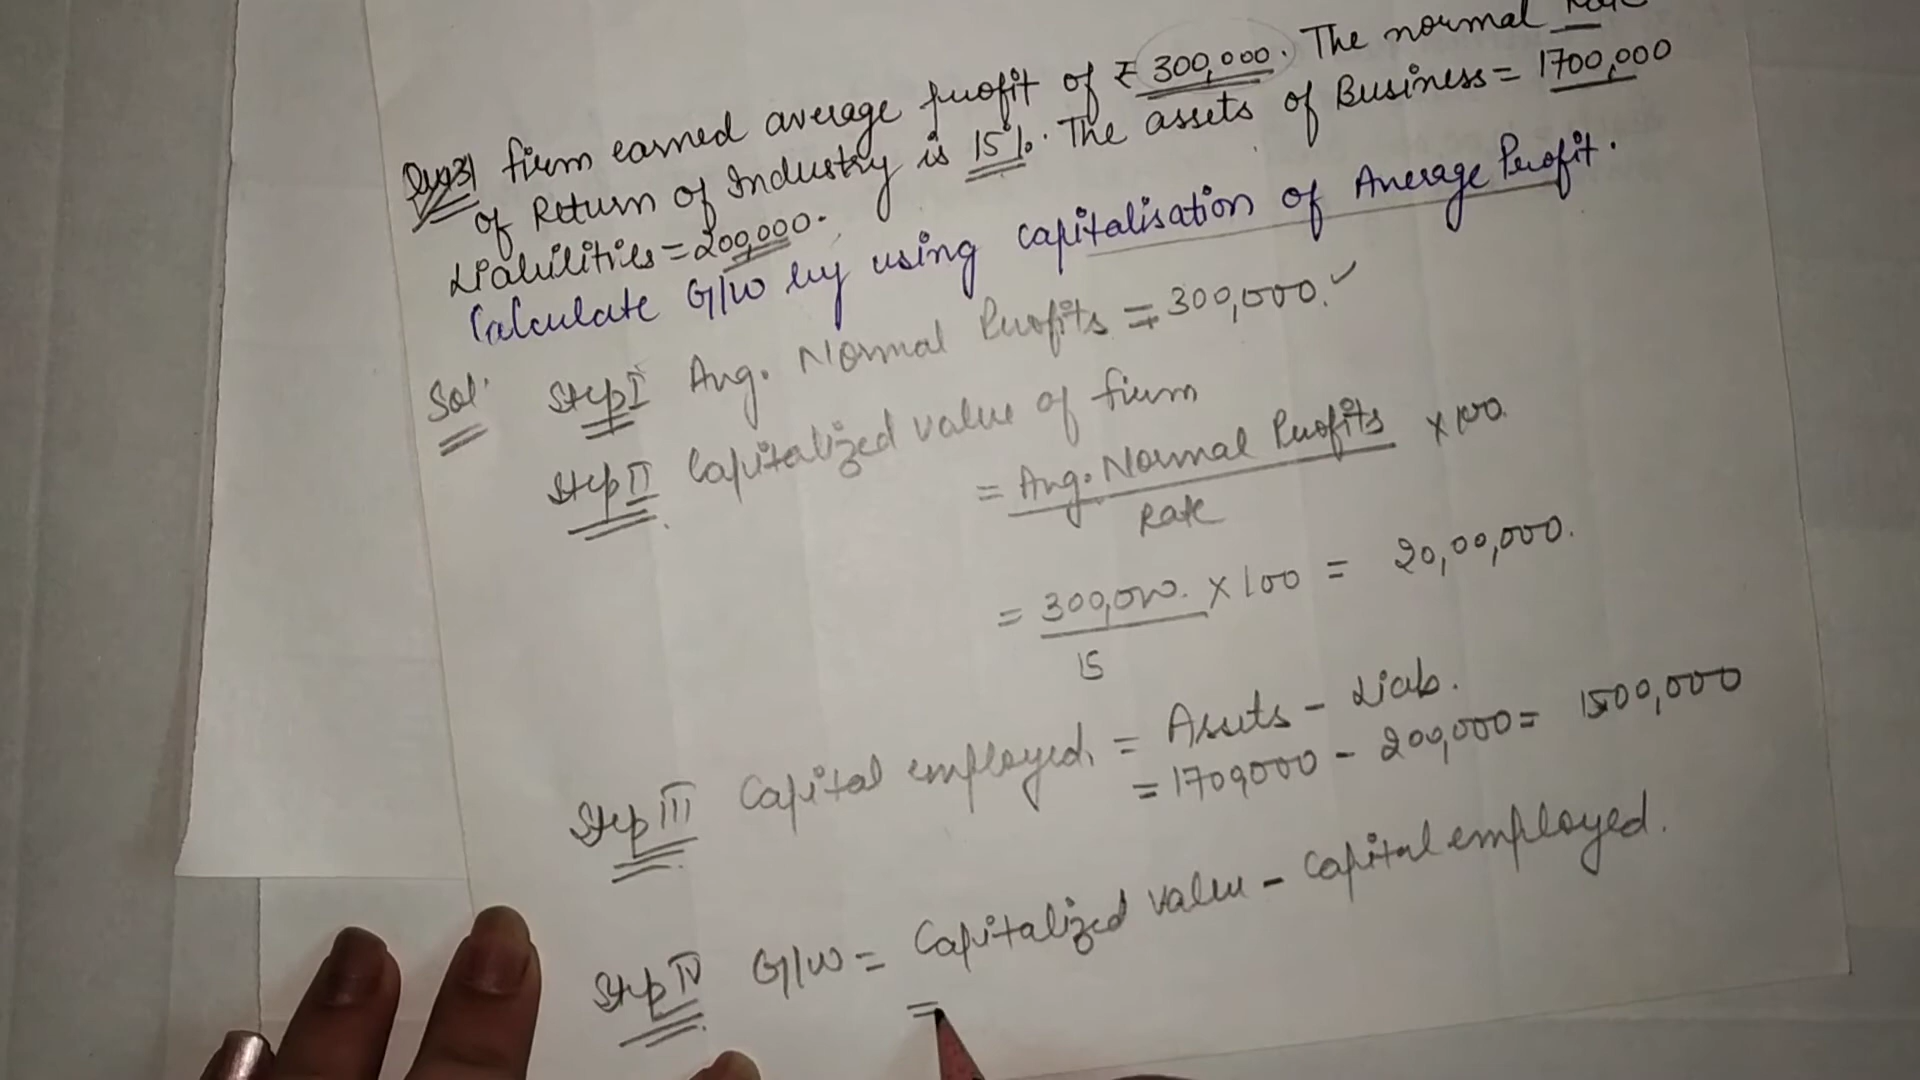 Ques3) firm earned average profit of ₹ 300,000. The normal Rate
of Return of Industry is 15%. The assets of Business = 1700,000
Liabilities = 200,000.
Calculate G/W by using capitalisation of Average Profit.
Sol. Step I Avg. Normal Profits = 300,000. ✓
Step II Capitalized value of firm
= Avg. Normal Profits × 100
Rate
= 300,000. × 100 = 20,00,000.
15
Step III Capital employed. = Assets - Liab.
= 1700000 - 200,000 = 1500,000
Step IV G/W = Capitalized value - Capital employed.
=